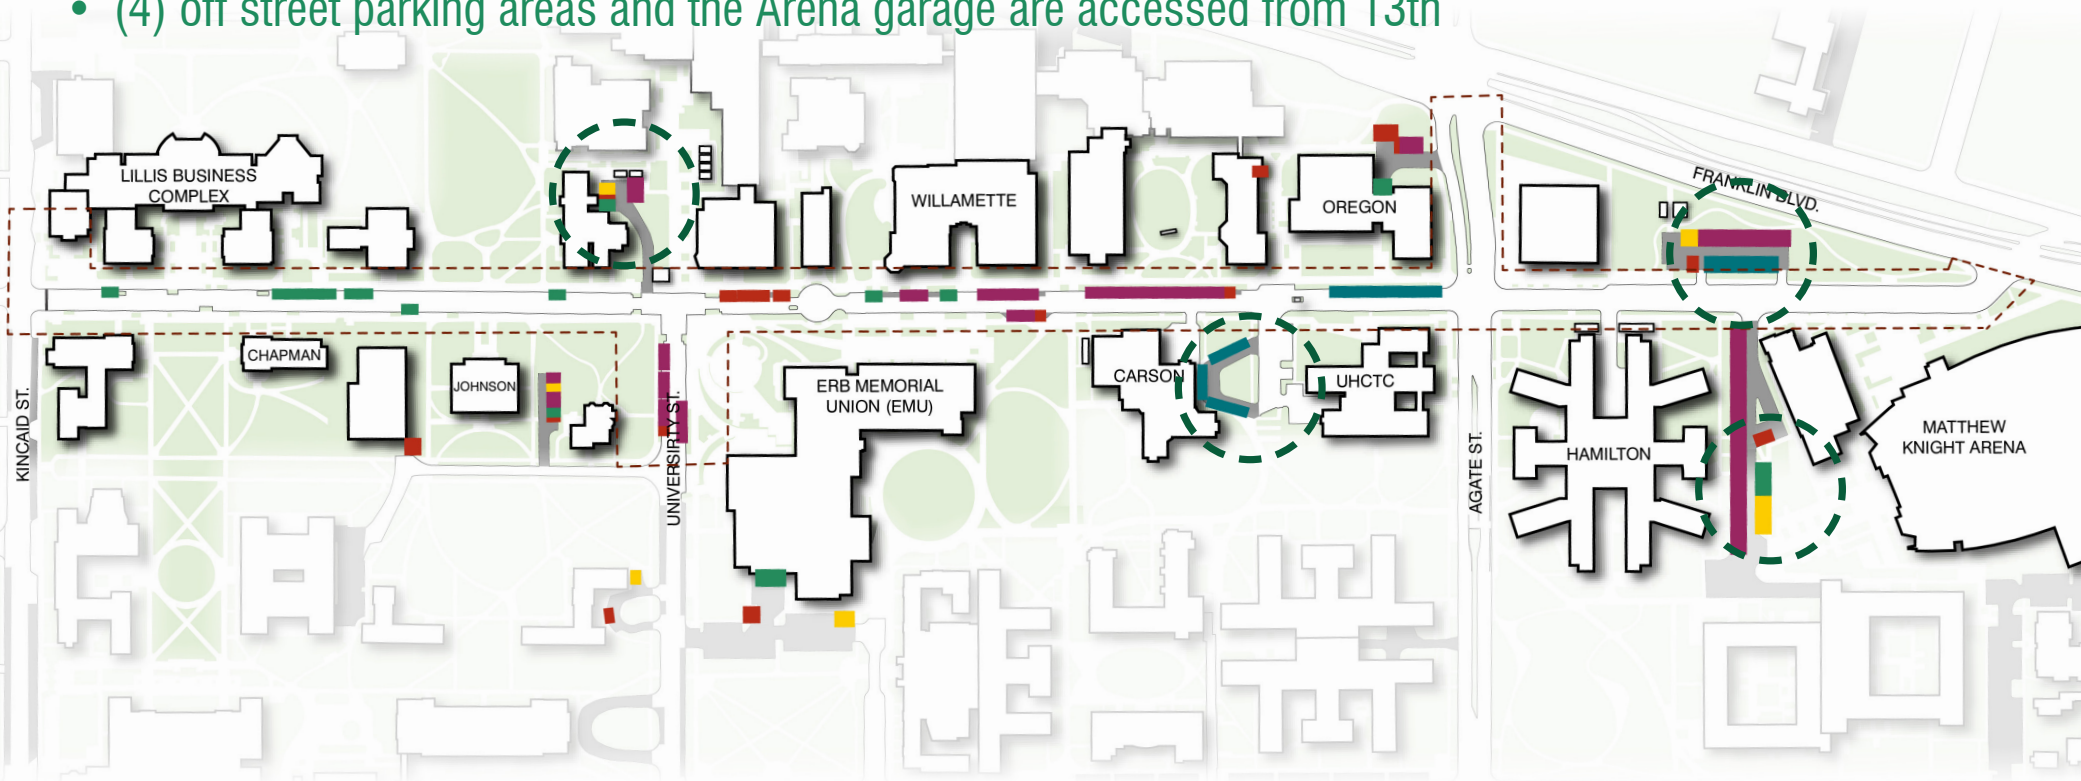 • (4) off street parking areas and the Arena garage are accessed from 13th
LILLIS BUSINESS
COMPLEX
WILLAMETTE
OREGON
FRANKLIN BLVD.
CHAPMAN
JOHNSON
ERB MEMORIAL
UNION (EMU)
CARSON
UHCTC
HAMILTON
MATTHEW
KNIGHT ARENA
KINCAID ST.
UNIVERSIRTY ST.
AGATE ST.